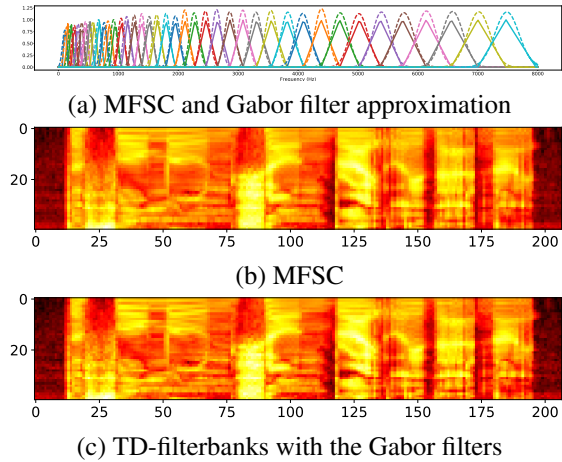 1.25
1.00
0.75
0.50
0.25
0.00
0 1000 2000 3000 4000 5000 6000 7000 8000
Frequency (Hz)
(a) MFSC and Gabor filter approximation
0
20
0 25 50 75 100 125 150 175 200
(b) MFSC
0
20
0 25 50 75 100 125 150 175 200
(c) TD-filterbanks with the Gabor filters